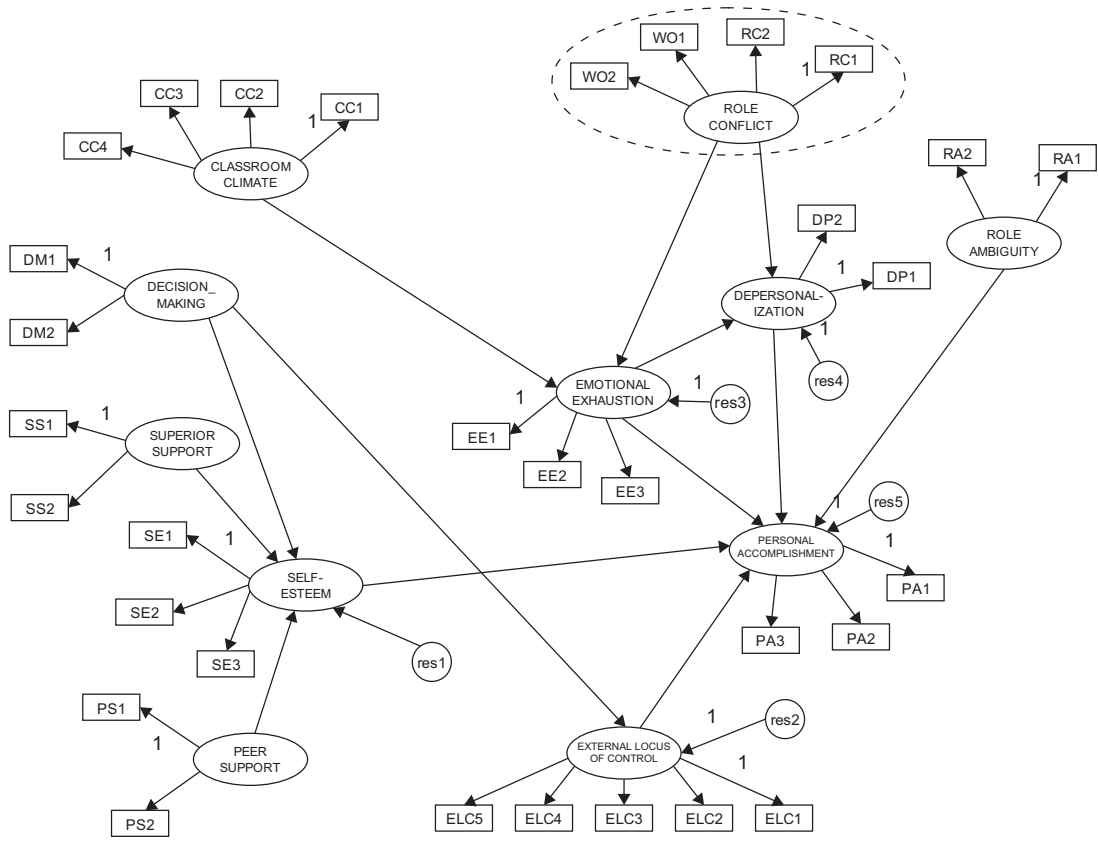 WO1
RC2
RC1
1
WO2
ROLE
CONFLICT
CC3
CC2
CC1
1
CC4
CLASSROOM
CLIMATE
RA2
RA1
1
ROLE
AMBIGUITY
DP2
DM1
1
DECISION_
MAKING
DM2
1
DP1
DEPERSONAL-
IZATION
1
res4
EMOTIONAL
EXHAUSTION
1
res3
1
EE1
EE2
EE3
SS1
1
SUPERIOR
SUPPORT
SS2
1
res5
PERSONAL
ACCOMPLISHMENT
1
PA1
PA2
PA3
SE1
1
SELF-
ESTEEM
SE2
SE3
res1
PS1
1
PEER
SUPPORT
PS2
1
res2
EXTERNAL LOCUS
OF CONTROL
1
ELC5
ELC4
ELC3
ELC2
ELC1